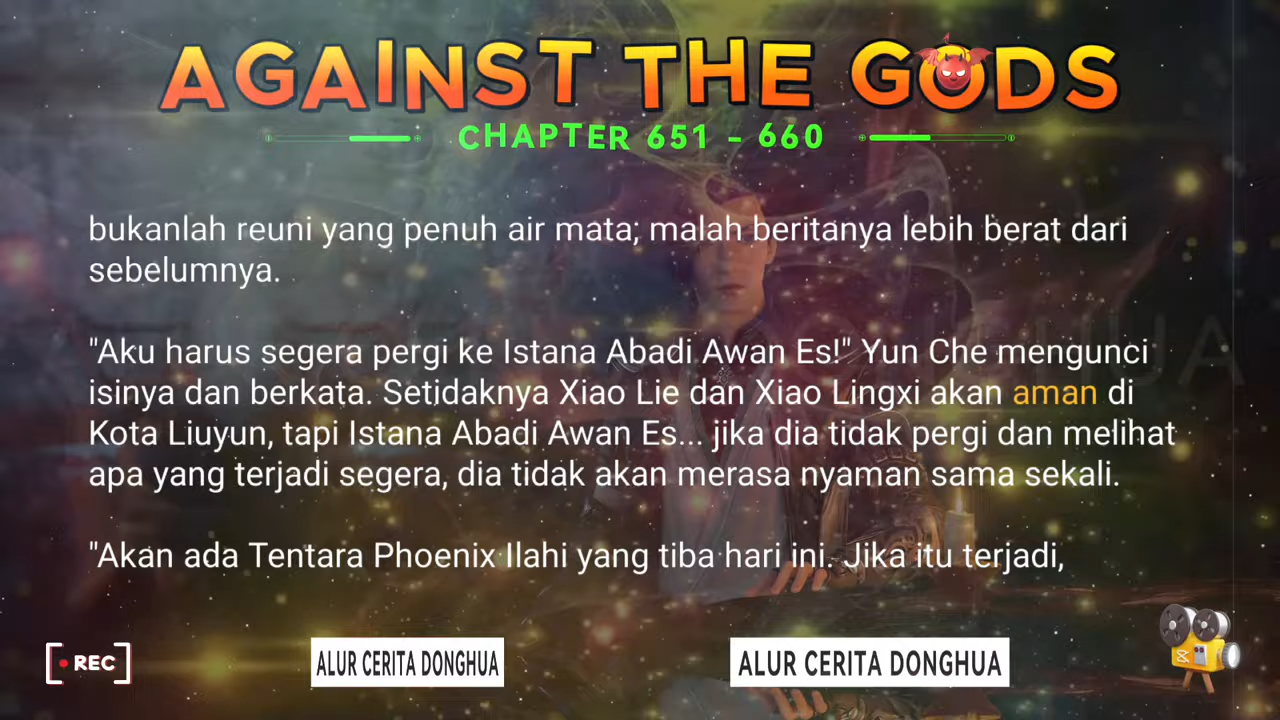 AGAINST THE GODS
CHAPTER 651 - 660
bukanlah reuni yang penuh air mata; malah beritanya lebih berat dari
sebelumnya.
"Aku harus segera pergi ke Istana Abadi Awan Es!" Yun Che mengunci
isinya dan berkata. Setidaknya Xiao Lie dan Xiao Lingxi akan aman di
Kota Liuyun, tapi Istana Abadi Awan Es... jika dia tidak pergi dan melihat
apa yang terjadi segera, dia tidak akan merasa nyaman sama sekali.
"Akan ada Tentara Phoenix Ilahi yang tiba hari ini. Jika itu terjadi,
REC
ALUR CERITA DONGHUA
ALUR CERITA DONGHUA